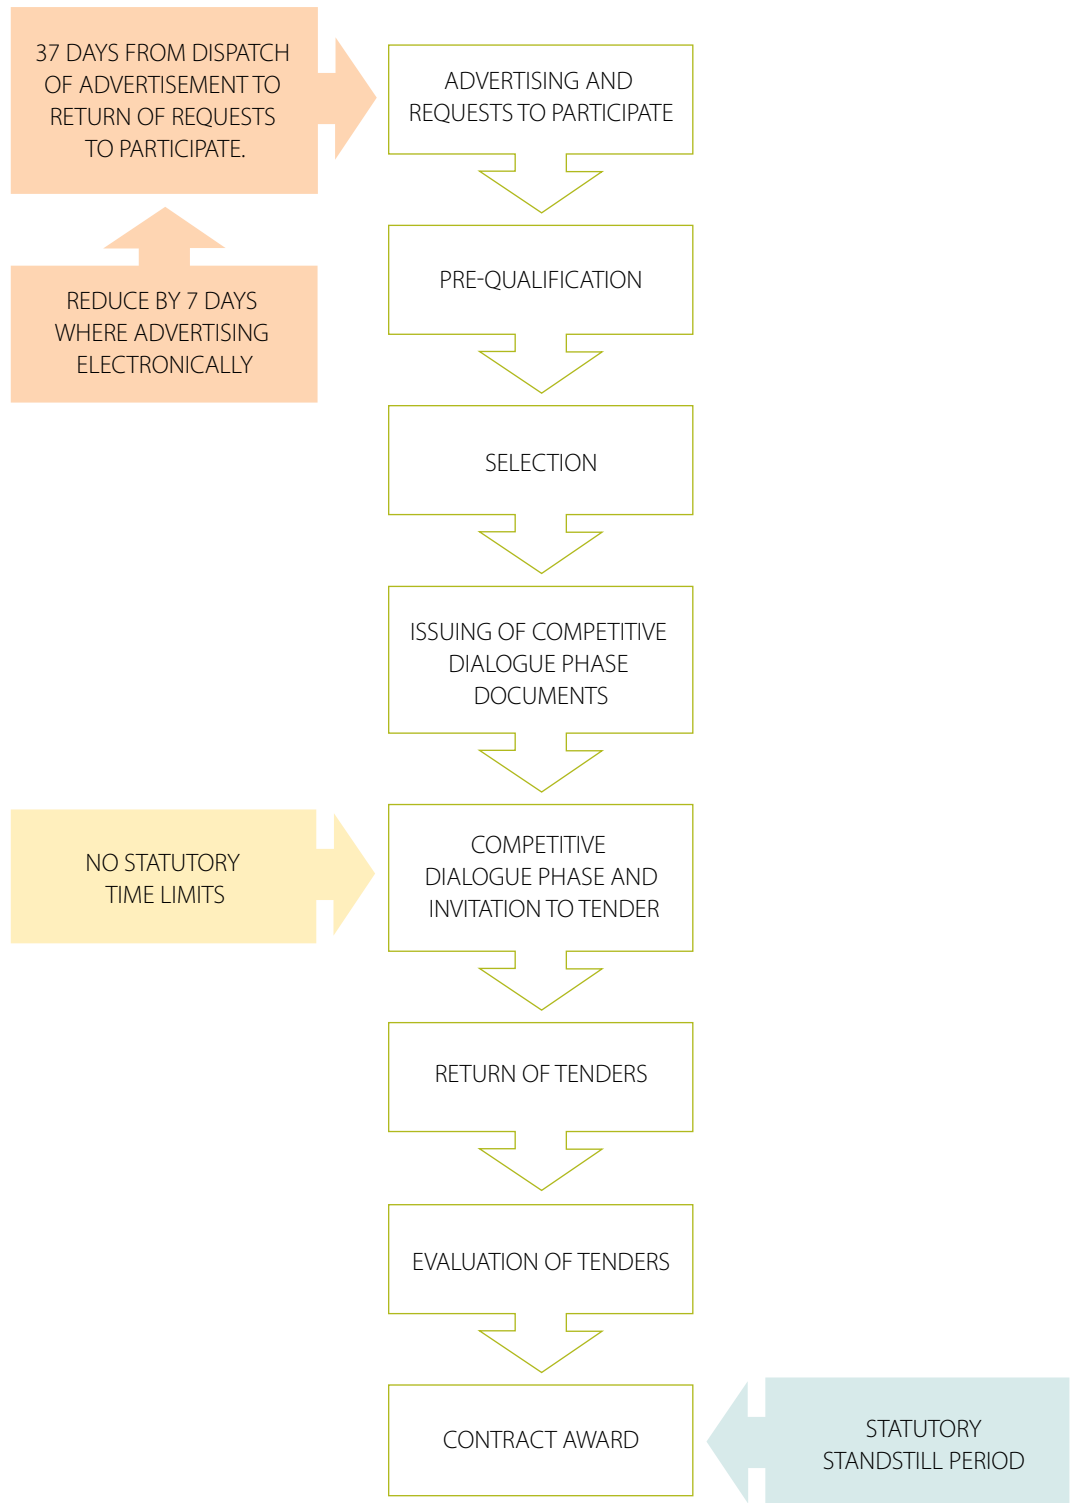 37 DAYS FROM DISPATCH
OF ADVERTISEMENT TO
RETURN OF REQUESTS
TO PARTICIPATE.
ADVERTISING AND
REQUESTS TO PARTICIPATE
REDUCE BY 7 DAYS
WHERE ADVERTISING
ELECTRONICALLY
PRE-QUALIFICATION
SELECTION
ISSUING OF COMPETITIVE
DIALOGUE PHASE
DOCUMENTS
NO STATUTORY
TIME LIMITS
COMPETITIVE
DIALOGUE PHASE AND
INVITATION TO TENDER
RETURN OF TENDERS
EVALUATION OF TENDERS
CONTRACT AWARD
STATUTORY
STANDSTILL PERIOD